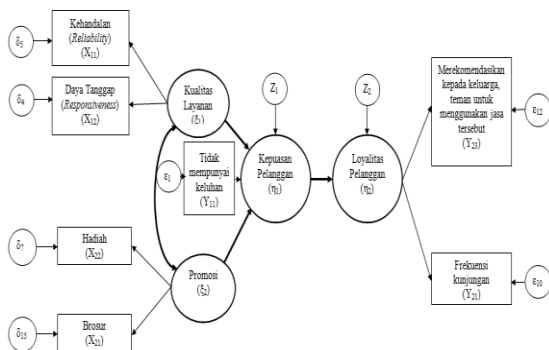 δ5
Kehandalan
(Reliability)
(X11)
δ4
Daya Tanggap
(Responsiveness)
(X12)
Kualitas
Layanan
(ξ1)
ε1
Tidak
mempunyai
keluhan
(Y11)
Z1
Z2
Kepuasan
Pelanggan
(η1)
Loyalitas
Pelanggan
(η2)
Merekomendasikan
kepada keluarga,
teman untuk
menggunakan jasa
tersebut
(Y23)
ε12
δ7
Hadiah
(X22)
Promosi
(ξ2)
Frekuensi
kunjungan
(Y21)
ε10
δ15
Brosur
(X21)